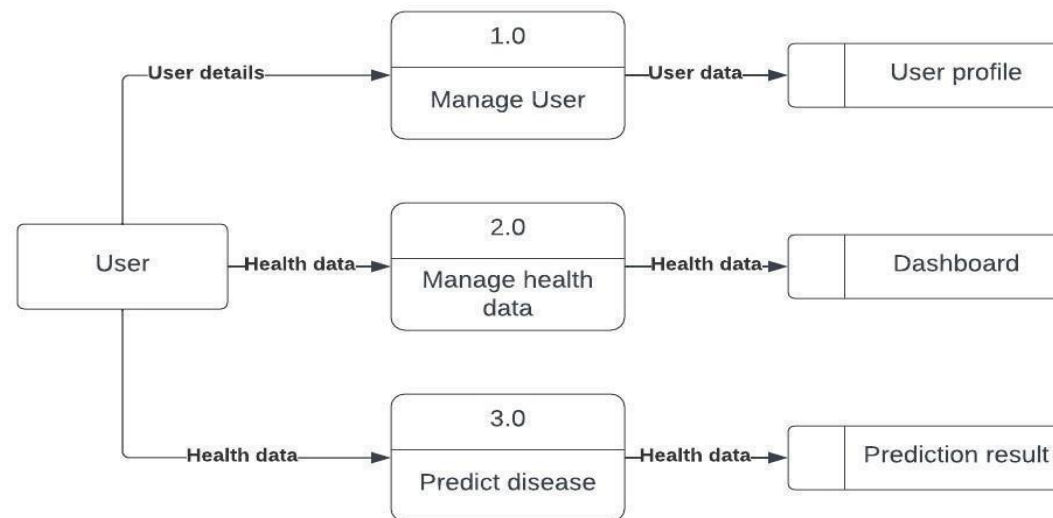 1.0
User details
Manage User
User data
User profile
2.0
User
Health data
Manage health
data
Health data
Dashboard
3.0
Health data
Predict disease
Health data
Prediction result